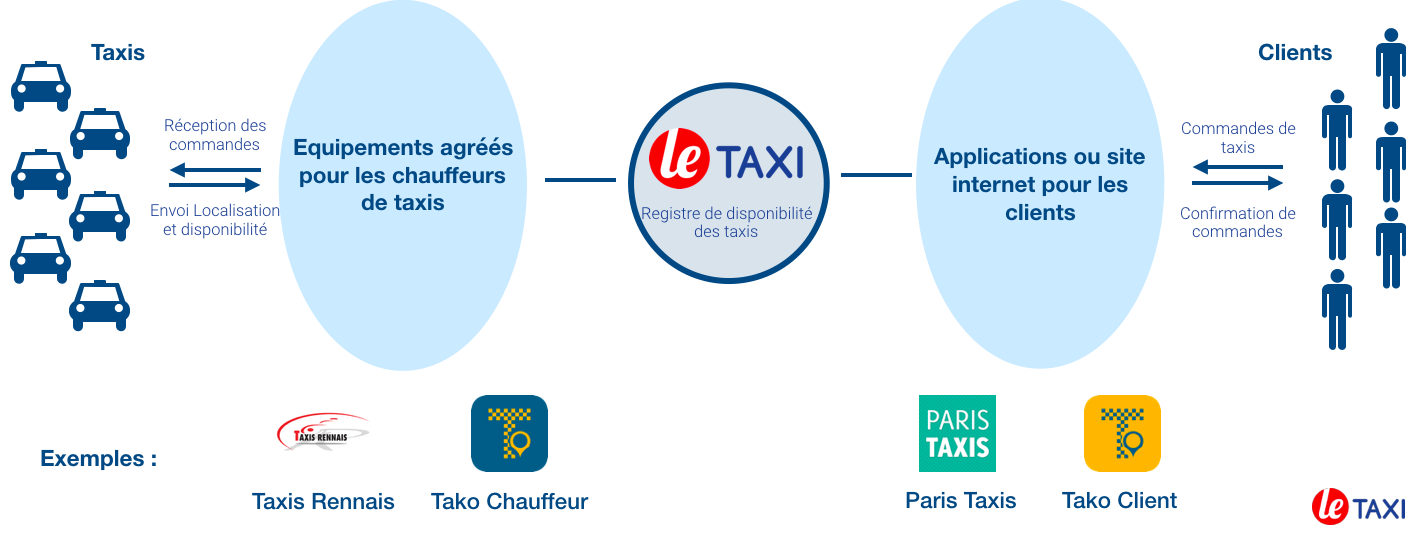 Taxis
Réception des
commandes
Envoi Localisation
et disponibilité
Equipements agréés
pour les chauffeurs
de taxis
le TAXI
Registre de disponibilité
des taxis
Applications ou site
internet pour les
clients
Clients
Commandes de
taxis
Confirmation de
commandes
Exemples :
TAXIS RENNAIS
Taxis Rennais
Tako Chauffeur
PARIS
TAXIS
Paris Taxis
Tako Client
le TAXI